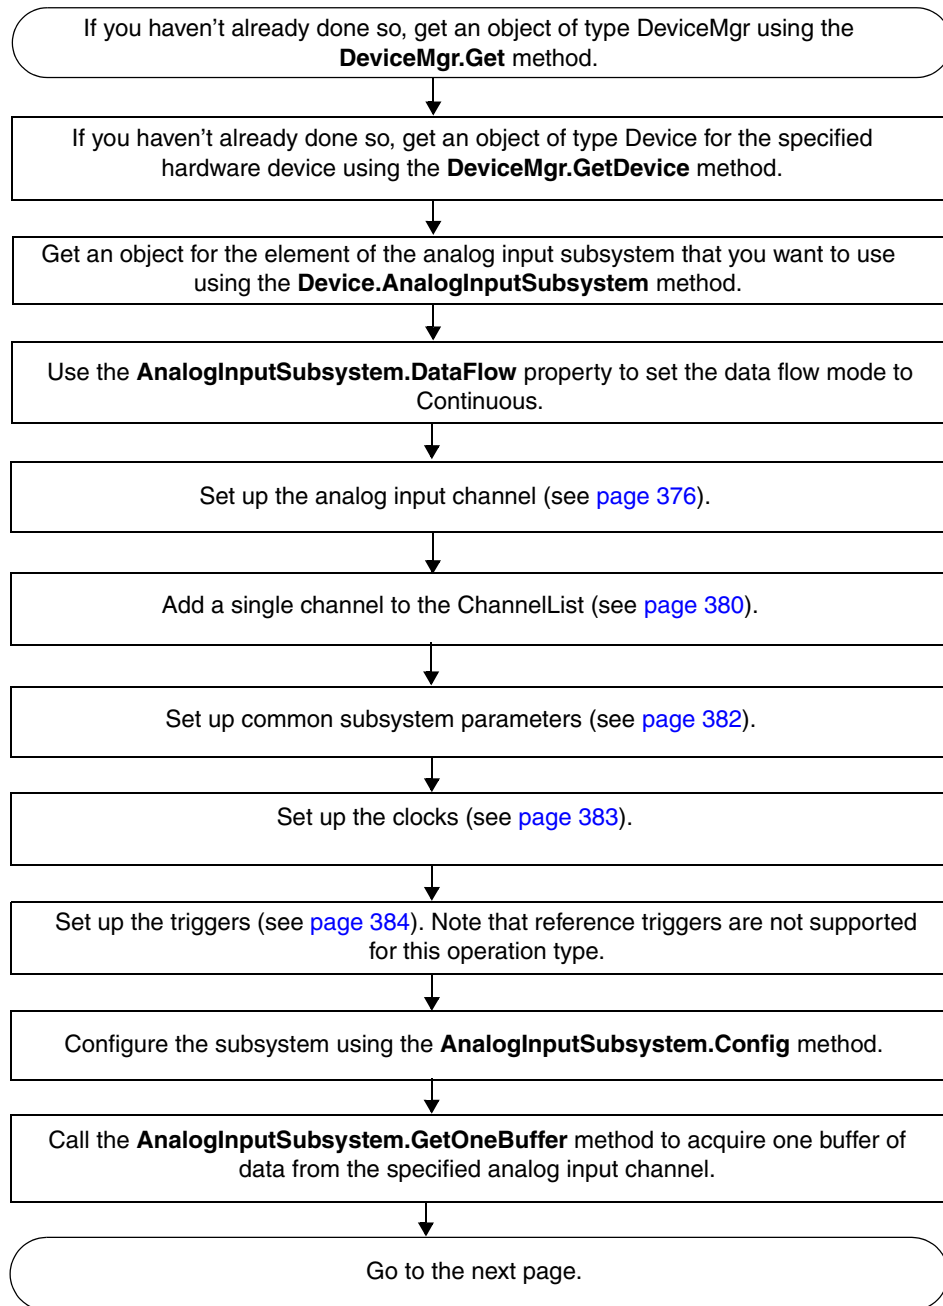 If you haven't already done so, get an object of type DeviceMgr using the
DeviceMgr.Get method.
If you haven't already done so, get an object of type Device for the specified
hardware device using the DeviceMgr.GetDevice method.
Get an object for the element of the analog input subsystem that you want to use
using the Device.AnalogInputSubsystem method.
Use the AnalogInputSubsystem.DataFlow property to set the data flow mode to
Continuous.
Set up the analog input channel (see page 376).
Add a single channel to the ChannelList (see page 380).
Set up common subsystem parameters (see page 382).
Set up the clocks (see page 383).
Set up the triggers (see page 384). Note that reference triggers are not supported
for this operation type.
Configure the subsystem using the AnalogInputSubsystem.Config method.
Call the AnalogInputSubsystem.GetOneBuffer method to acquire one buffer of
data from the specified analog input channel.
Go to the next page.